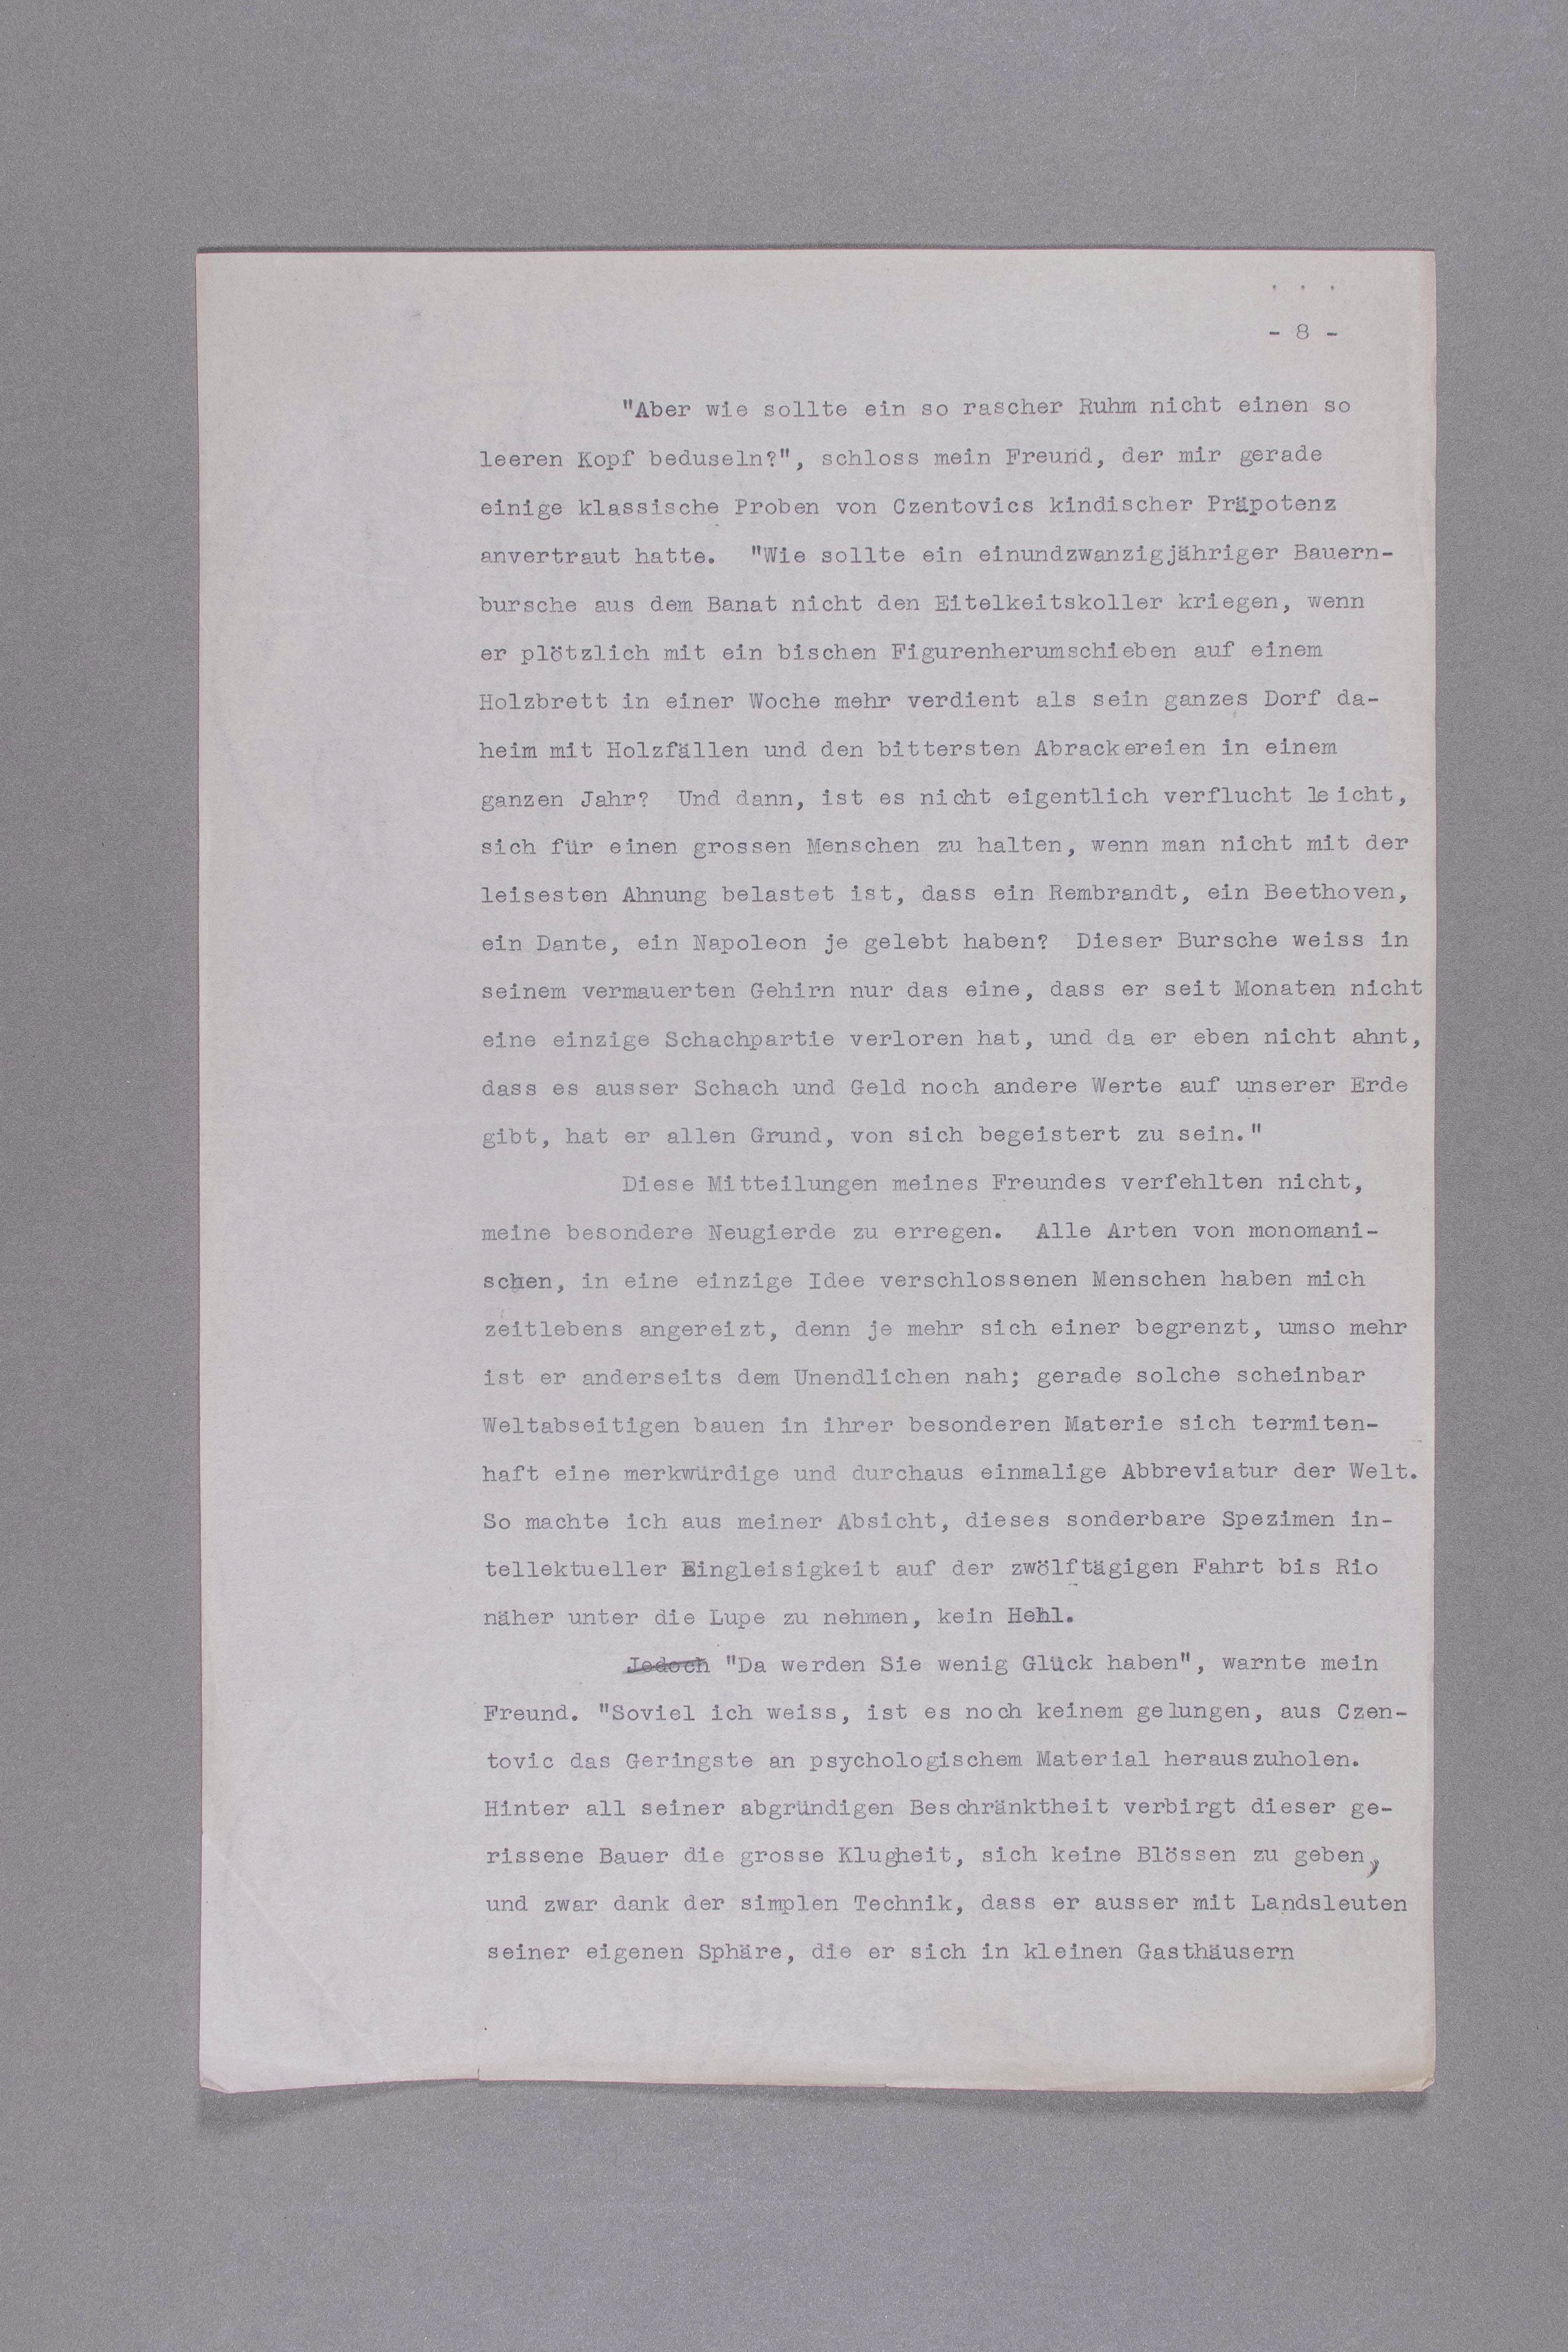 - 8 -
"Aber wie sollte ein so rascher Ruhm nicht einen so
leeren Kopf beduseln?", schloss mein Freund, der mir gerade
einige klassische Proben von Czentovics kindischer Präpotenz
anvertraut hatte. "Wie sollte ein einundzwanzigjähriger Bauern-
bursche aus dem Banat nicht den Eitelkeitskoller kriegen, wenn
er plötzlich mit ein bischen Figurenherumschieben auf einem
Holzbrett in einer Woche mehr verdient als sein ganzes Dorf da-
heim mit Holzfällen und den bittersten Abrackereien in einem
ganzen Jahr? Und dann, ist es nicht eigentlich verflucht leicht,
sich für einen grossen Menschen zu halten, wenn man nicht mit der
leisesten Ahnung belastet ist, dass ein Rembrandt, ein Beethoven,
ein Dante, ein Napoleon je gelebt haben? Dieser Bursche weiss in
seinem vermauerten Gehirn nur das eine, dass er seit Monaten nicht
eine einzige Schachpartie verloren hat, und da er eben nicht ahnt,
dass es ausser Schach und Geld noch andere Werte auf unserer Erde
gibt, hat er allen Grund, von sich begeistert zu sein."
Diese Mitteilungen meines Freundes verfehlten nicht,
meine besondere Neugierde zu erregen. Alle Arten von monomani-
schen, in eine einzige Idee verschlossenen Menschen haben mich
zeitlebens angereizt, denn je mehr sich einer begrenzt, umso mehr
ist er anderseits dem Unendlichen nah; gerade solche scheinbar
Weltabseitigen bauen in ihrer besonderen Materie sich termiten-
haft eine merkwürdige und durchaus einmalige Abbreviatur der Welt.
So machte ich aus meiner Absicht, dieses sonderbare Spezimen in-
tellektueller Eingleisigkeit auf der zwölftägigen Fahrt bis Rio
näher unter die Lupe zu nehmen, kein Hehl.
Jedoch "Da werden Sie wenig Glück haben", warnte mein
Freund. "Soviel ich weiss, ist es noch keinem gelungen, aus Czen-
tovic das Geringste an psychologischem Material herauszuholen.
Hinter all seiner abgründigen Beschränktheit verbirgt dieser ge-
rissene Bauer die grosse Klugheit, sich keine Blössen zu geben,
und zwar dank der simplen Technik, dass er ausser mit Landsleuten
seiner eigenen Sphäre, die er sich in kleinen Gasthäusern